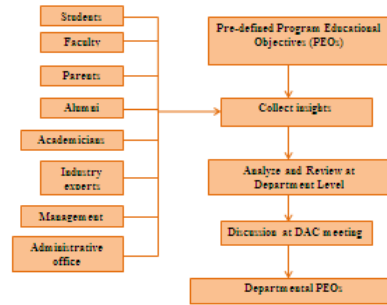 Students
Faculty
Parents
Alumni
Academicians
Industry
experts
Management
Administrative
office
Pre-defined Program Educational
Objectives (PEOs)
Collect insights
Analyze and Review at
Department Level
Discussion at DAC meeting
Departmental PEOs